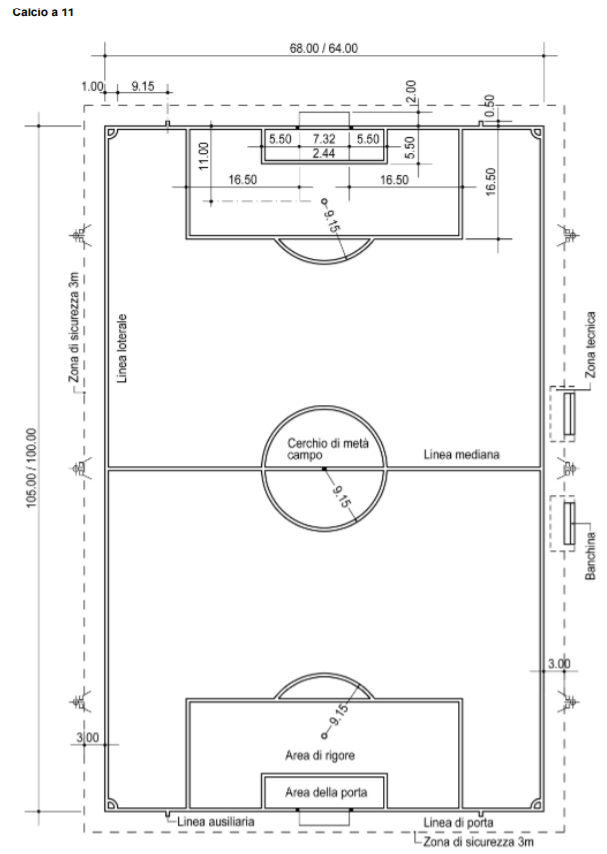 Calcio a 11
68.00 / 64.00
1.00
9.15
2.00
0.50
5.50
7.32
5.50
2.44
5.50
11.00
16.50
16.50
16.50
9.15
Zona di sicurezza 3m
Linea loterale
Zona tecnica
Cerchio di metà
campo
Linea mediana
105.00 / 100.00
9.15
Banchina
3.00
9.15
3.00
Area di rigore
Area della porta
Linea ausiliaria
Linea di porta
Zona di sicurezza 3m